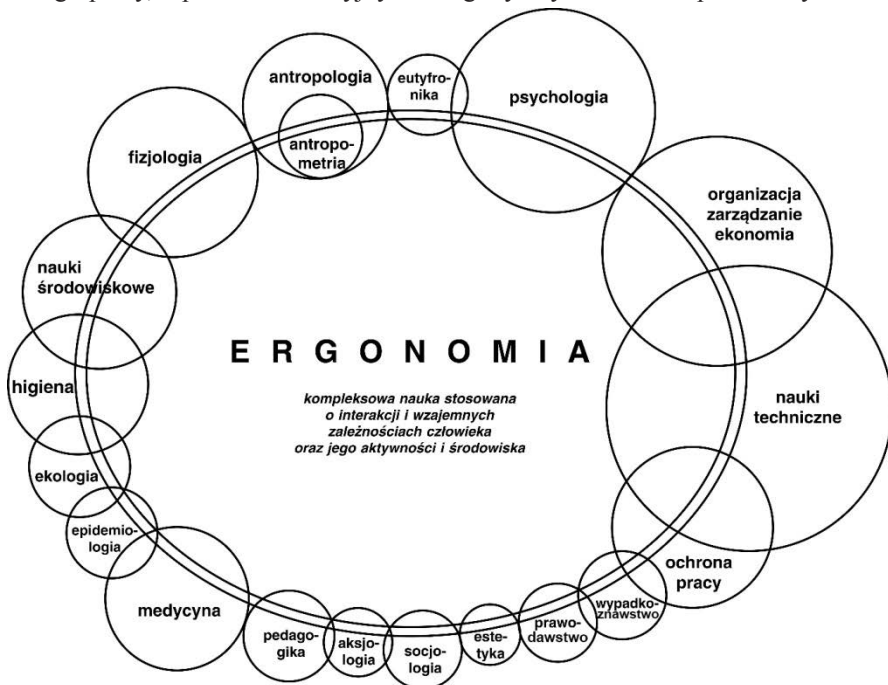 antropologia
eutyfro-
nika
psychologia
antropo-
metria
fizjologia
organizacja
zarządzanie
ekonomia
nauki
środowiskowe
E R G O N O M I A
kompleksowa nauka stosowana
o interakcji i wzajemnych
zależnościach człowieka
oraz jego aktywności i środowiska
higiena
nauki
techniczne
ekologia
epidemio-
logia
ochrona
pracy
medycyna
pedago-
gika
aksjo-
logia
socjo-
logia
este-
tyka
prawo-
dawstwo
wypadko-
znawstwo